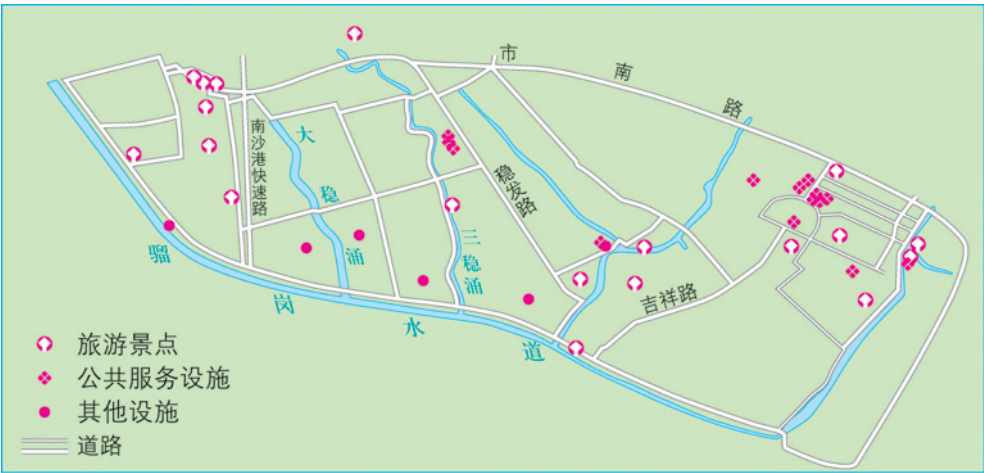 市南路
南沙港快速路
大稳涌
稳发路
三稳涌
骝岗水道
吉祥路
旅游景点
公共服务设施
其他设施
道路